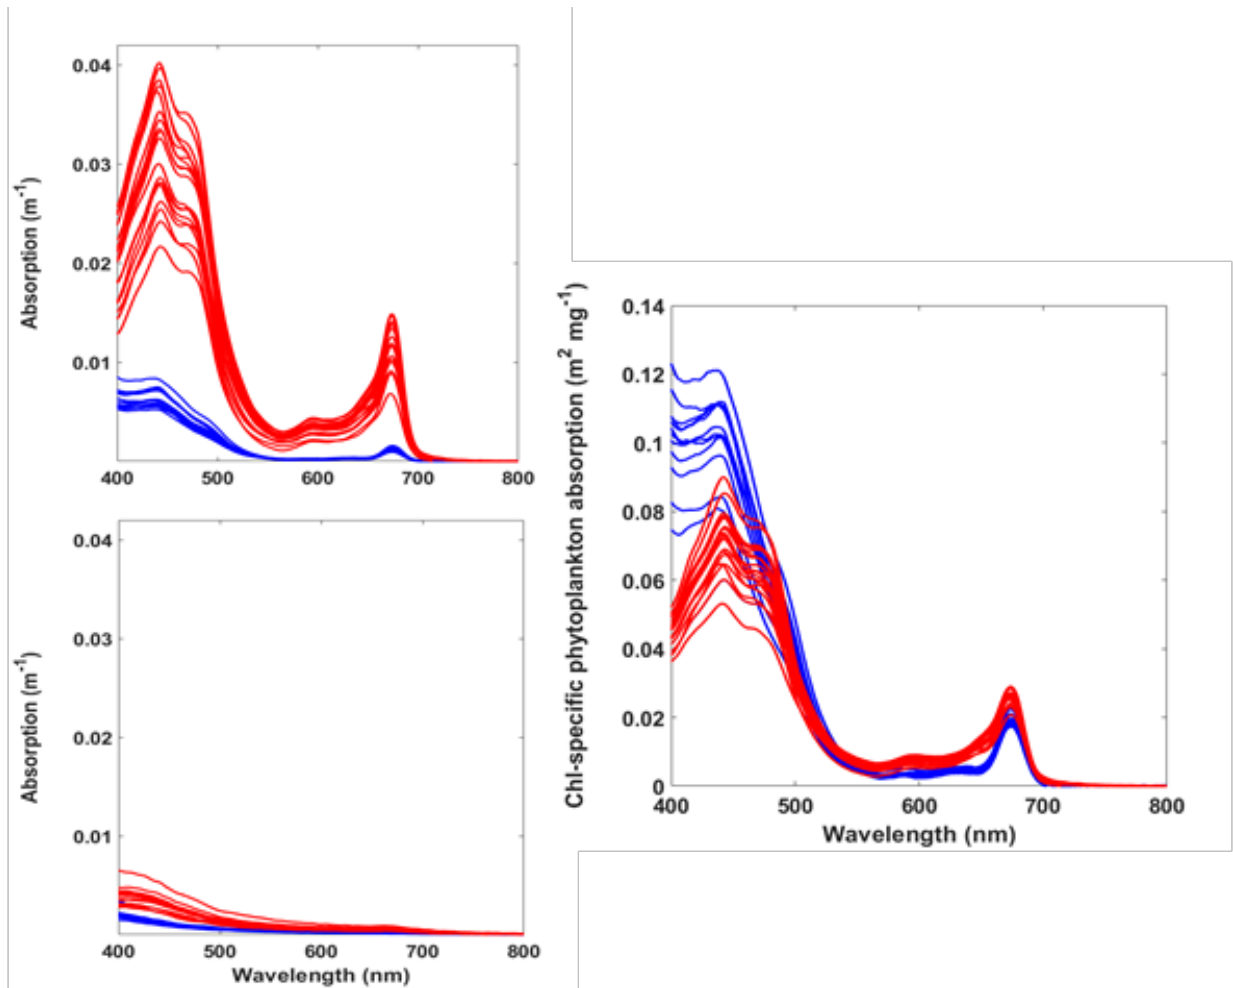 0.04
0.03
0.02
0.01
Absorption (m-1)
400 500 600 700 800
0.04
0.03
0.02
0.01
Absorption (m-1)
400 500 600 700 800
Wavelength (nm)
0.14
0.12
0.1
0.08
0.06
0.04
0.02
0
Chl-specific phytoplankton absorption (m2 mg-1)
400 500 600 700 800
Wavelength (nm)